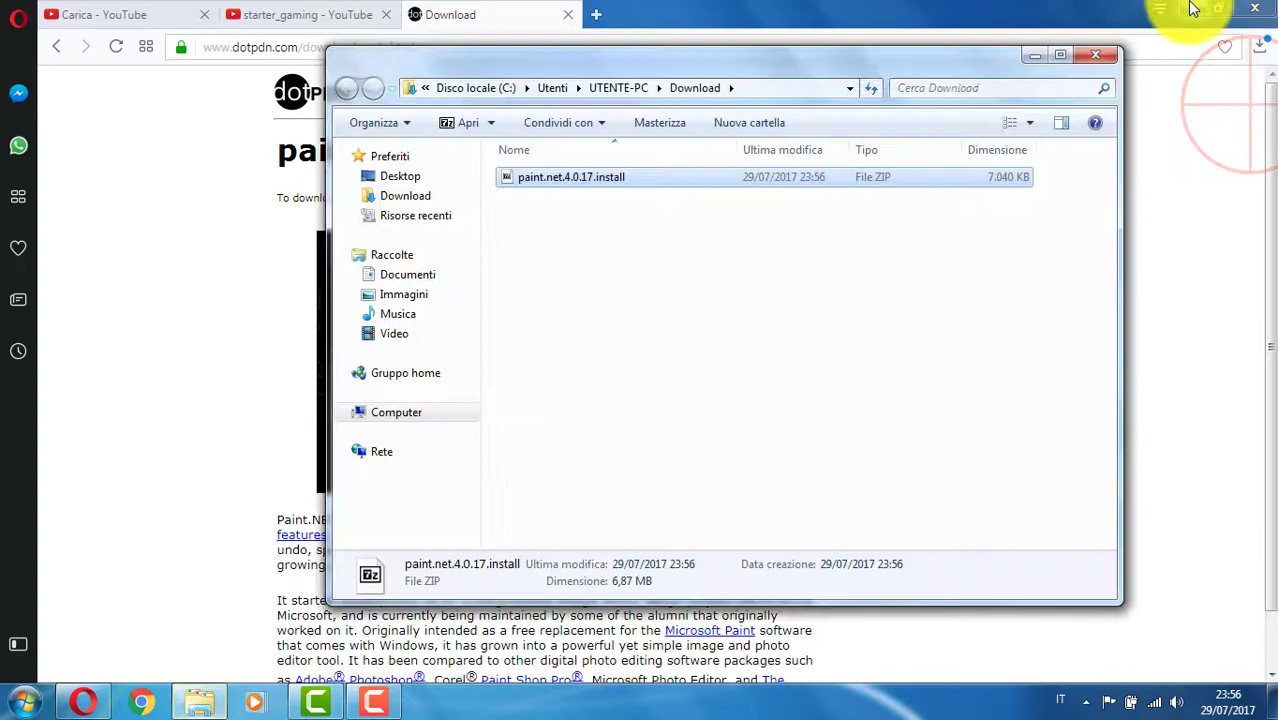 Carica - YouTube
starter_gaming - YouTube
dot
Download
www.dotpdn.com/dow
Disco locale (C:)
Utenti
UTENTE-PC
Download
Cerca Download
dot
Organizza
Apri
Condividi con
Masterizza
Nuova cartella
Nome
Ultima modifica
Tipo
Dimensione
Preferiti
Desktop
Download
Risorse recenti
paint.net.4.0.17.install
29/07/2017 23:56
File ZIP
7.040 KB
To downl
Raccolte
Documenti
Immagini
Musica
Video
Gruppo home
Computer
Rete
Paint.NE
features
undo, sp
growing
7z
paint.net.4.0.17.install
Ultima modifica: 29/07/2017 23:56
Data creazione: 29/07/2017 23:56
File ZIP
Dimensione: 6,87 MB
It starte
Microsoft, and is currently being maintained by some of the alumni that originally
worked on it. Originally intended as a free replacement for the Microsoft Paint software
that comes with Windows, it has grown into a powerful yet simple image and photo
editor tool. It has been compared to other digital photo editing software packages such
as Adobe® Photoshop®, Corel® Paint Shop Pro®, Microsoft Photo Editor, and The
IT
23:56
29/07/2017